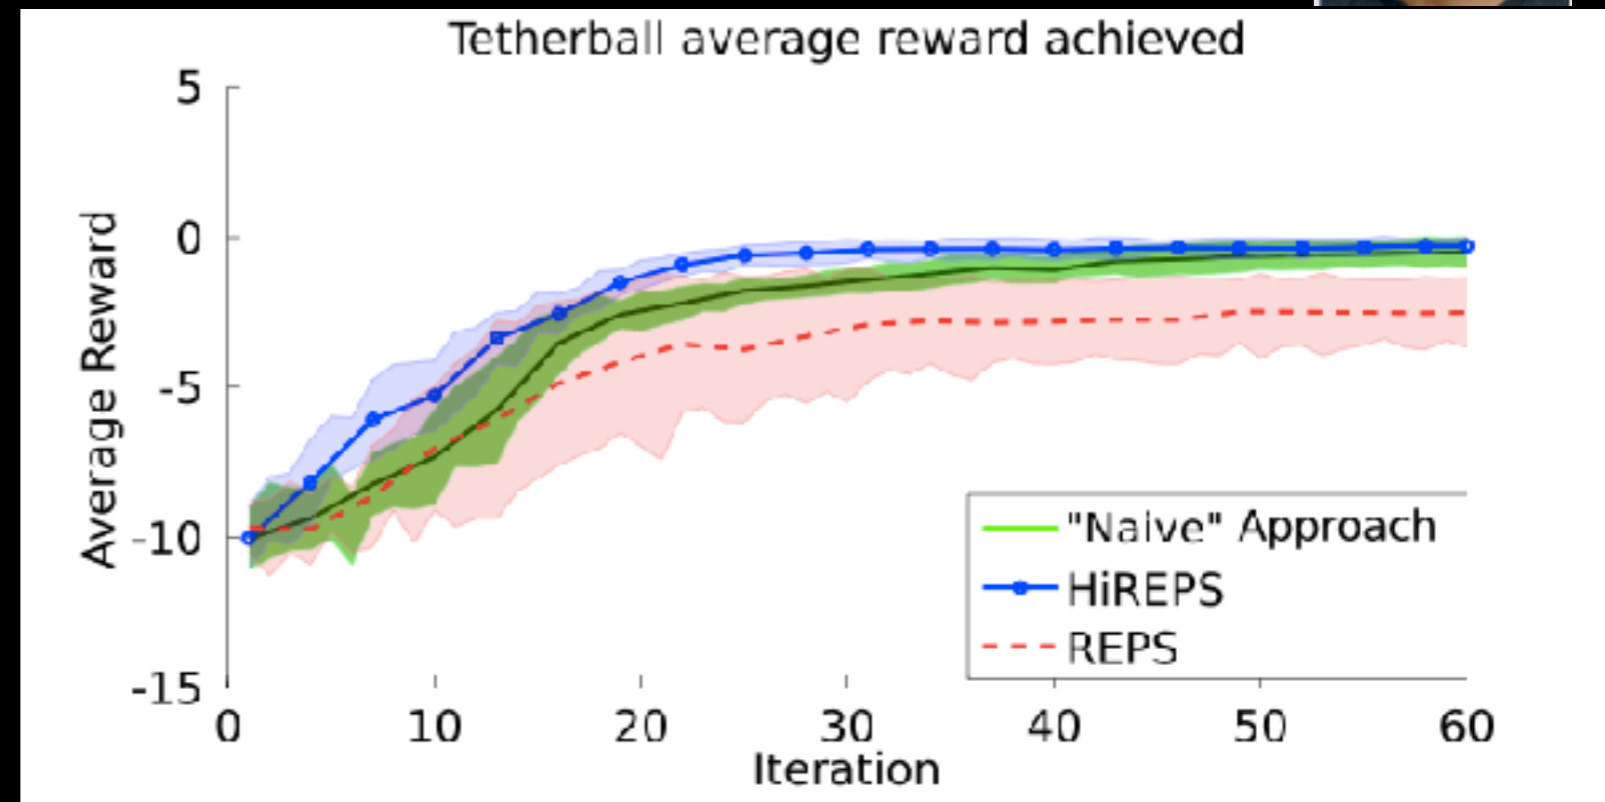 Tetherball average reward achieved
5
0
-5
-10
-15
Average Reward
0 10 20 30 40 50 60
Iteration
"Naive" Approach
HiREPS
REPS